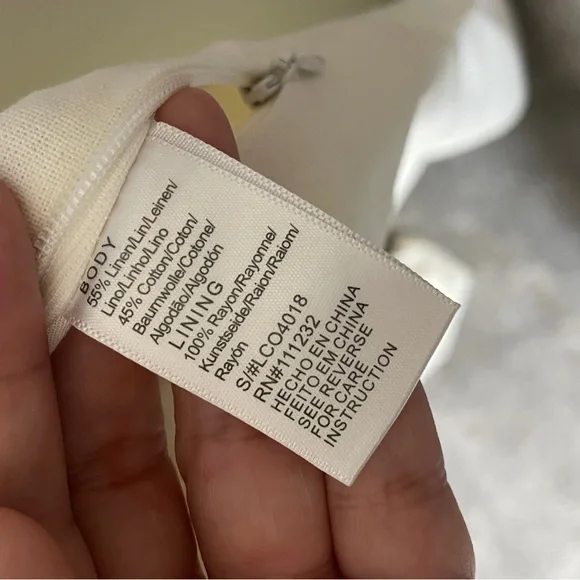 BODY
55% Linen/Lin/Leinen/
Lino/Linho/Lino
45% Cotton/Coton/
Baumwolle/Cotone/
Algodão/Algodón
LINING
100% Rayon/Rayonne/
Kunstseide/Raion/Raiom/
Rayón
S/#LCO4018
RN#111232
HECHO EN CHINA
FEITO EM CHINA
SEE REVERSE
FOR CARE
INSTRUCTION